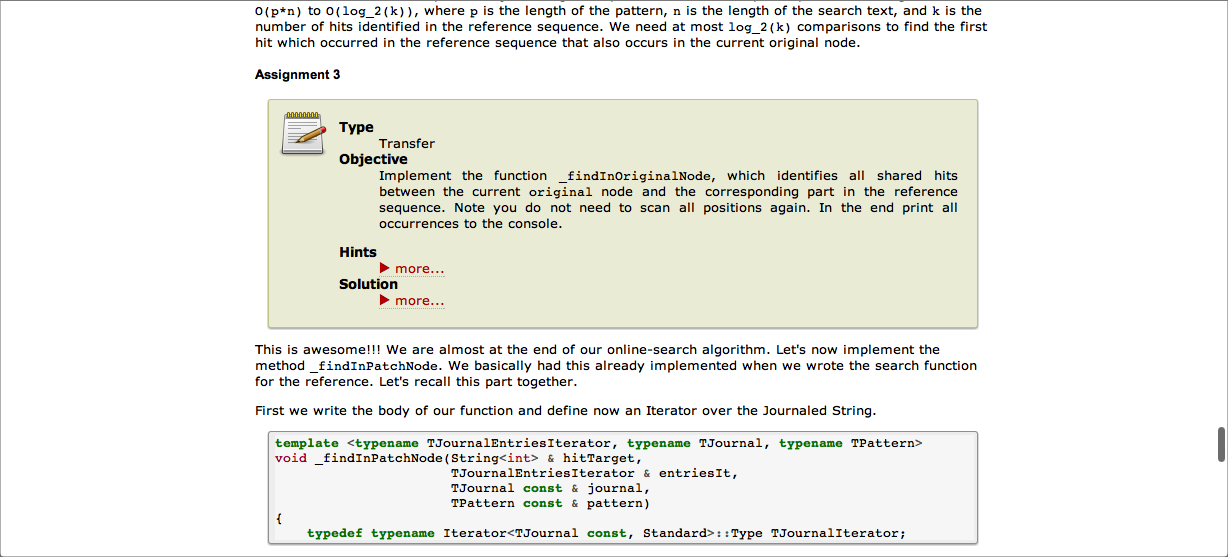 O(p*n) to O(log_2(k)), where p is the length of the pattern, n is the length of the search text, and k is the
number of hits identified in the reference sequence. We need at most log_2(k) comparisons to find the first
hit which occurred in the reference sequence that also occurs in the current original node.
Assignment 3
Type
Transfer
Objective
Implement the function _findInOriginalNode, which identifies all shared hits
between the current original node and the corresponding part in the reference
sequence. Note you do not need to scan all positions again. In the end print all
occurrences to the console.
Hints
more...
Solution
more...
This is awesome!!! We are almost at the end of our online-search algorithm. Let's now implement the
method _findInPatchNode. We basically had this already implemented when we wrote the search function
for the reference. Let's recall this part together.
First we write the body of our function and define now an Iterator over the Journaled String.
template <typename TJournalEntriesIterator, typename TJournal, typename TPattern>
void _findInPatchNode(String<int> & hitTarget,
TJournalEntriesIterator & entriesIt,
TJournal const & journal,
TPattern const & pattern)
{
typedef typename Iterator<TJournal const, Standard>::Type TJournalIterator;